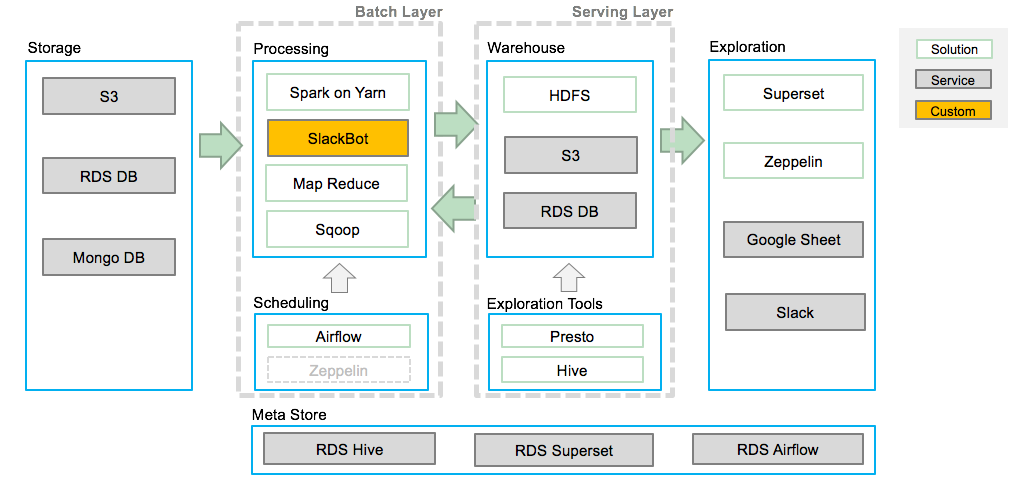 Batch Layer
Serving Layer
Storage
S3
RDS DB
Mongo DB
Processing
Spark on Yarn
SlackBot
Map Reduce
Sqoop
Scheduling
Airflow
Zeppelin
Warehouse
HDFS
S3
RDS DB
Exploration Tools
Presto
Hive
Exploration
Superset
Zeppelin
Google Sheet
Slack
Solution
Service
Custom
Meta Store
RDS Hive
RDS Superset
RDS Airflow